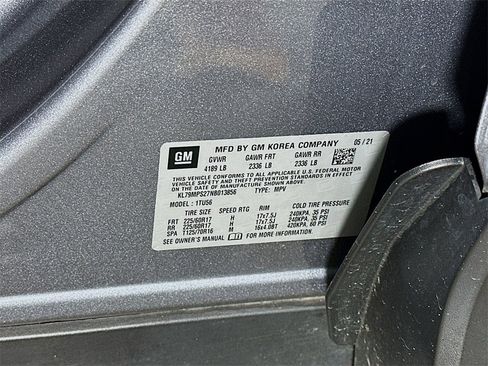 GM MFD BY GM KOREA COMPANY 05/21
GVWR GAWR FRT GAWR RR
4189 LB 2336 LB 2336 LB
THIS VEHICLE CONFORMS TO ALL APPLICABLE U.S. FEDERAL MOTOR
VEHICLE SAFETY AND THEFT PREVENTION STANDARDS IN EFFECT ON THE
DATE OF MANUFACTURE SHOWN ABOVE.
KL79MPS27NB013856 TYPE: MPV
MODEL: 1TU56
TIRE SIZE SPEED RTG RIM COLD TIRE PRESSURE
FRT 225/60R17 H 17x7.5J 240KPA, 35 PSI
RR 225/60R17 H 17x7.5J 240KPA, 35 PSI
SPA T125/70R16 M 16x4.0BT 420KPA, 60 PSI
SEE OWNER'S MANUAL FOR ADDITIONAL INFORMATION.